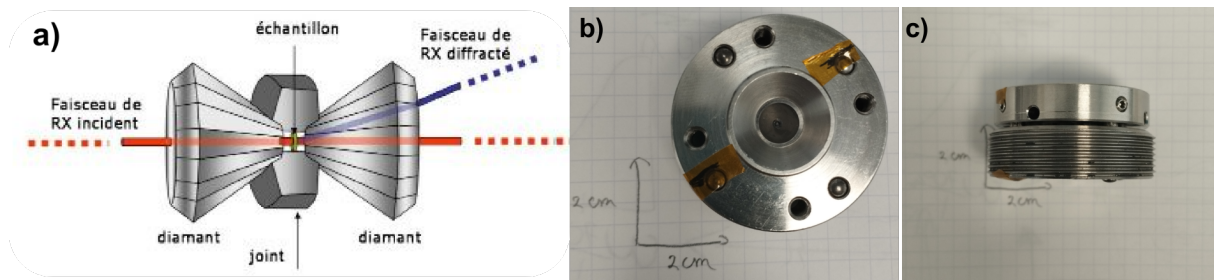 a)
échantillon
Faisceau de
RX diffracté
Faisceau de
RX incident
diamant
diamant
joint
b)
2 cm
2 cm
c)
2 cm
2 cm